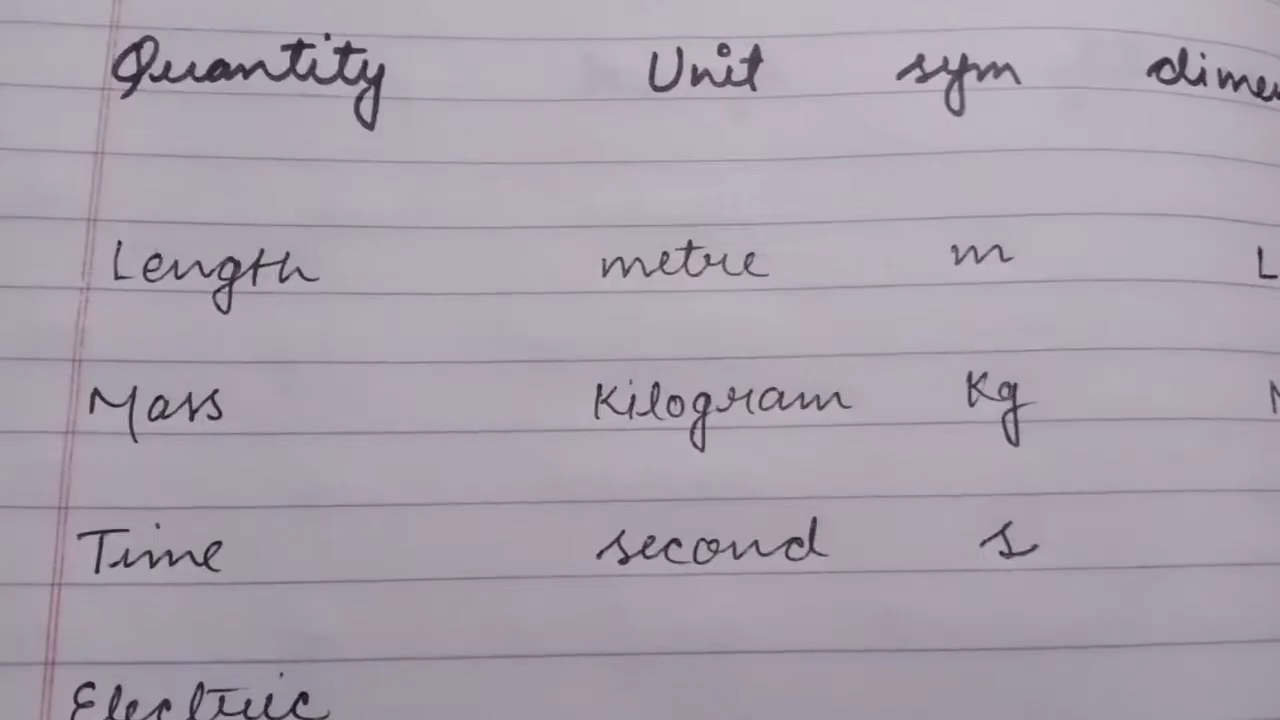 Quantity Unit sym
Length metre m L
Mass Kilogram Kg
Time second s
Electric